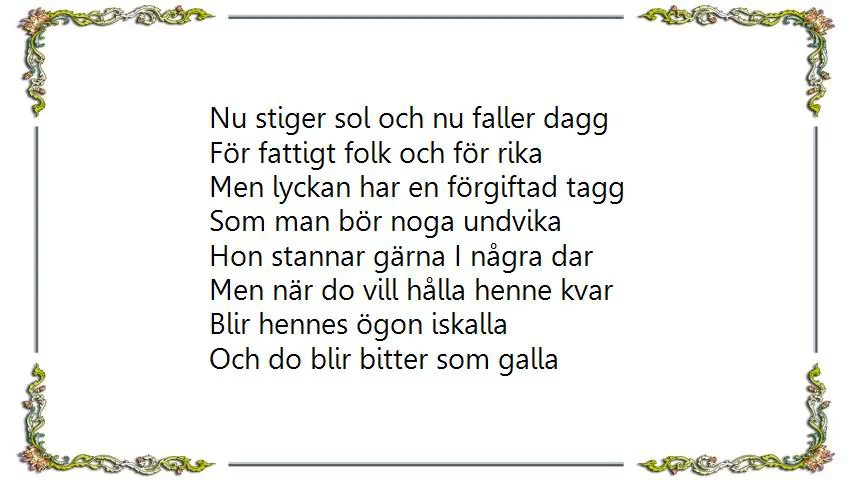 Nu stiger sol och nu faller dagg
För fattigt folk och för rika
Men lyckan har en förgiftad tagg
Som man bör noga undvika
Hon stannar gärna I några dar
Men när do vill hålla henne kvar
Blir hennes ögon iskalla
Och do blir bitter som galla